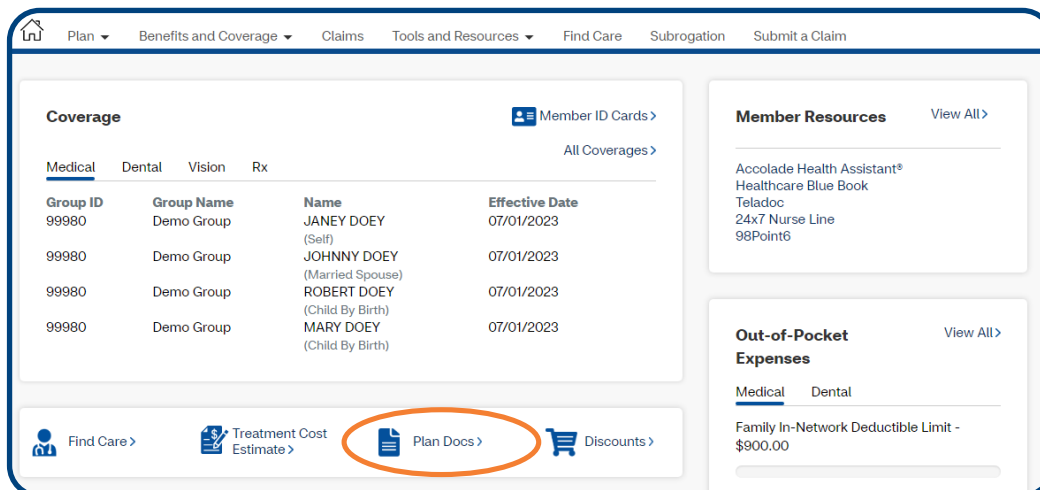 Plan Benefits and Coverage Claims Tools and Resources Find Care Subrogation Submit a Claim
Coverage
Member ID Cards
All Coverages
Medical Dental Vision Rx
Group ID Group Name Name Effective Date
99980 Demo Group JANEY DOEY 07/01/2023
(Self)
99980 Demo Group JOHNNY DOEY 07/01/2023
(Married Spouse)
99980 Demo Group ROBERT DOEY 07/01/2023
(Child By Birth)
99980 Demo Group MARY DOEY 07/01/2023
(Child By Birth)
Find Care
Treatment Cost
Estimate
Plan Docs
Discounts
Member Resources
View All
Accolade Health Assistant®
Healthcare Blue Book
Teladoc
24x7 Nurse Line
98Point6
Out-of-Pocket
Expenses
View All
Medical Dental
Family In-Network Deductible Limit -
$900.00